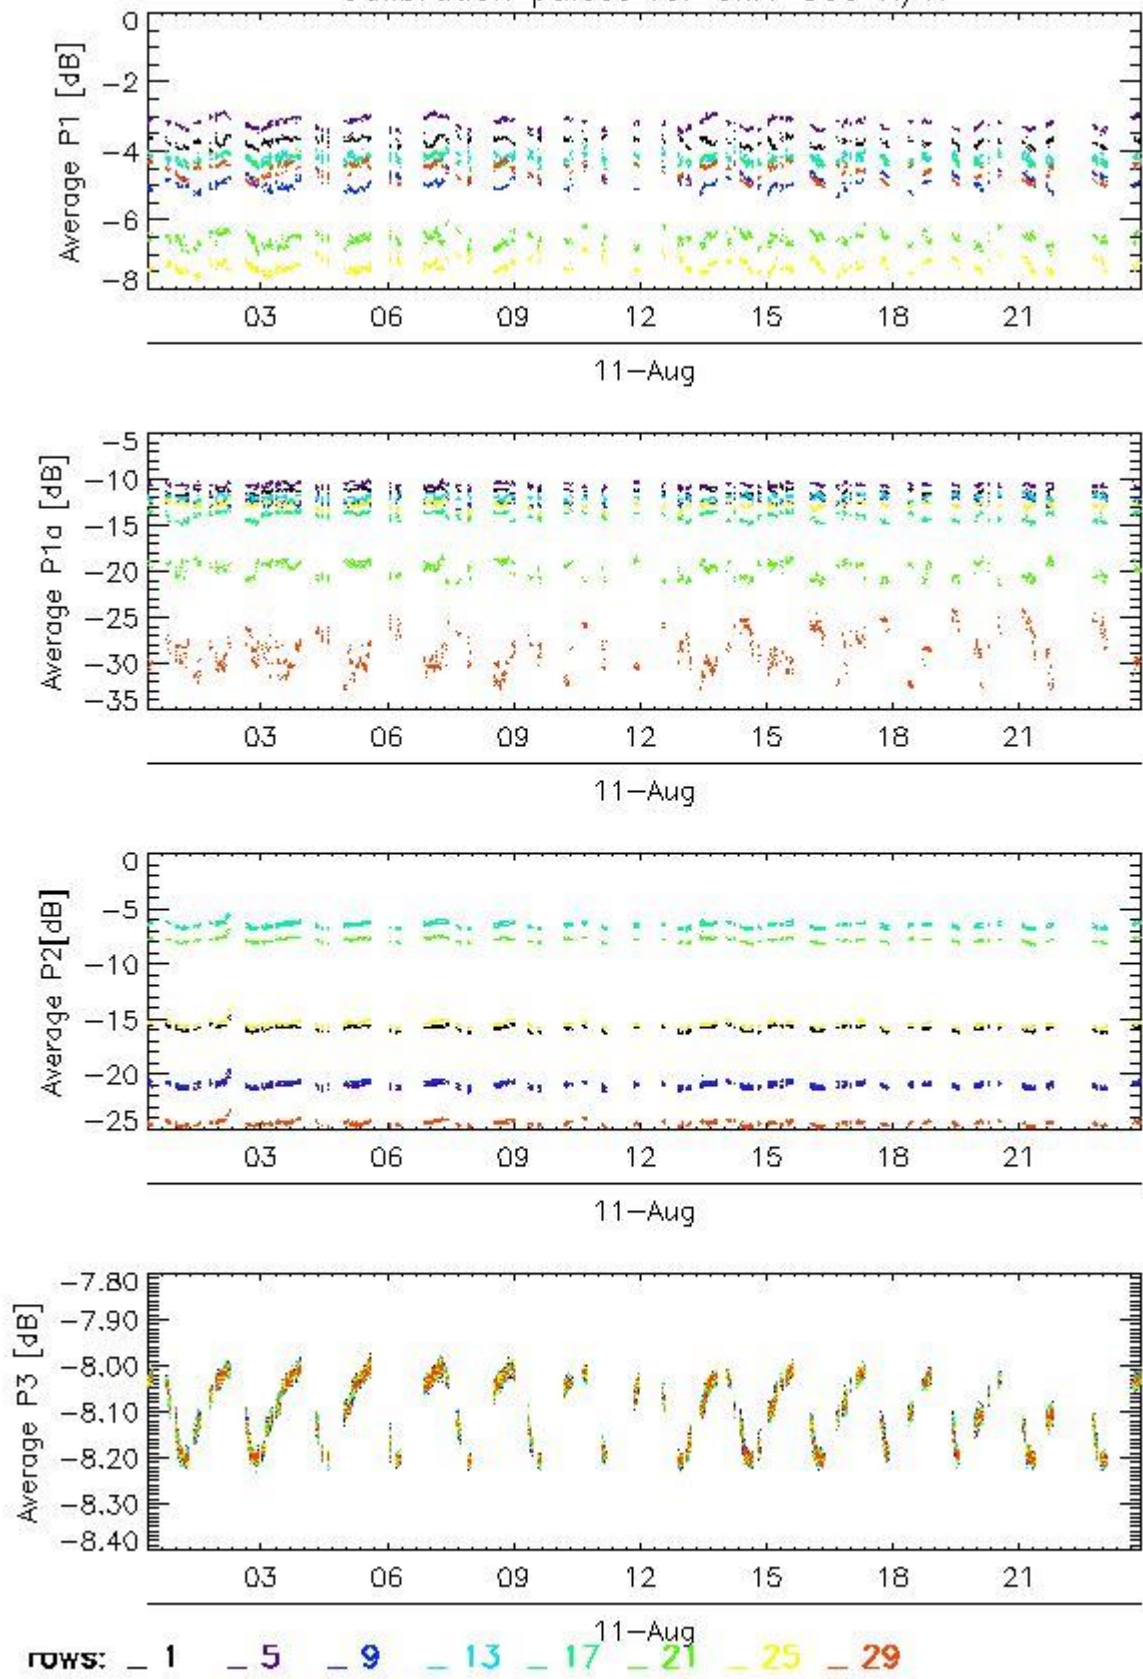 Average P1 [dB]
0
-2
-4
-6
-8
03 06 09 12 15 18 21
11-Aug
Average P1a [dB]
-5
-10
-15
-20
-25
-30
-35
03 06 09 12 15 18 21
11-Aug
Average P2[dB]
0
-5
-10
-15
-20
-25
03 06 09 12 15 18 21
11-Aug
Average P3 [dB]
-7.80
-7.90
-8.00
-8.10
-8.20
-8.30
-8.40
03 06 09 12 15 18 21
11-Aug
rows: _ 1 _ 5 _ 9 _ 13 _ 17 _ 21 _ 25 _ 29